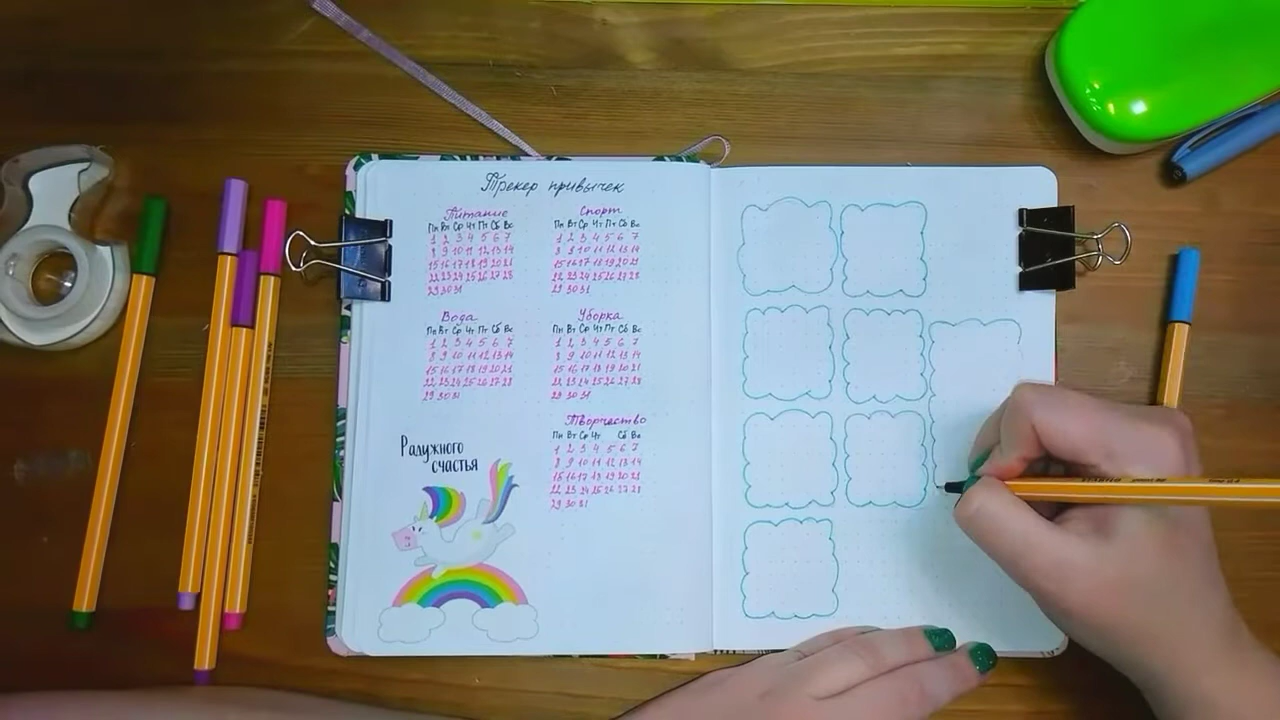 Трекер привычек
Питание
Пн Вт Ср Чт Пт Сб Вс
1 2 3 4 5 6 7
8 9 10 11 12 13 14
15 16 17 18 19 20 21
22 23 24 25 26 27 28
29 30 31
Спорт
Пн Вт Ср Чт Пт Сб Вс
1 2 3 4 5 6 7
8 9 10 11 12 13 14
15 16 17 18 19 20 21
22 23 24 25 26 27 28
29 30 31
Вода
Пн Вт Ср Чт Пт Сб Вс
1 2 3 4 5 6 7
8 9 10 11 12 13 14
15 16 17 18 19 20 21
22 23 24 25 26 27 28
29 30 31
Уборка
Пн Вт Ср Чт Пт Сб Вс
1 2 3 4 5 6 7
8 9 10 11 12 13 14
15 16 17 18 19 20 21
22 23 24 25 26 27 28
29 30 31
Творчество
Пн Вт Ср Чт Сб Вс
1 2 3 4 5 6 7
8 9 10 11 12 13 14
15 16 17 18 19 20 21
22 23 24 25 26 27 28
29 30 31
Радужного
счастья